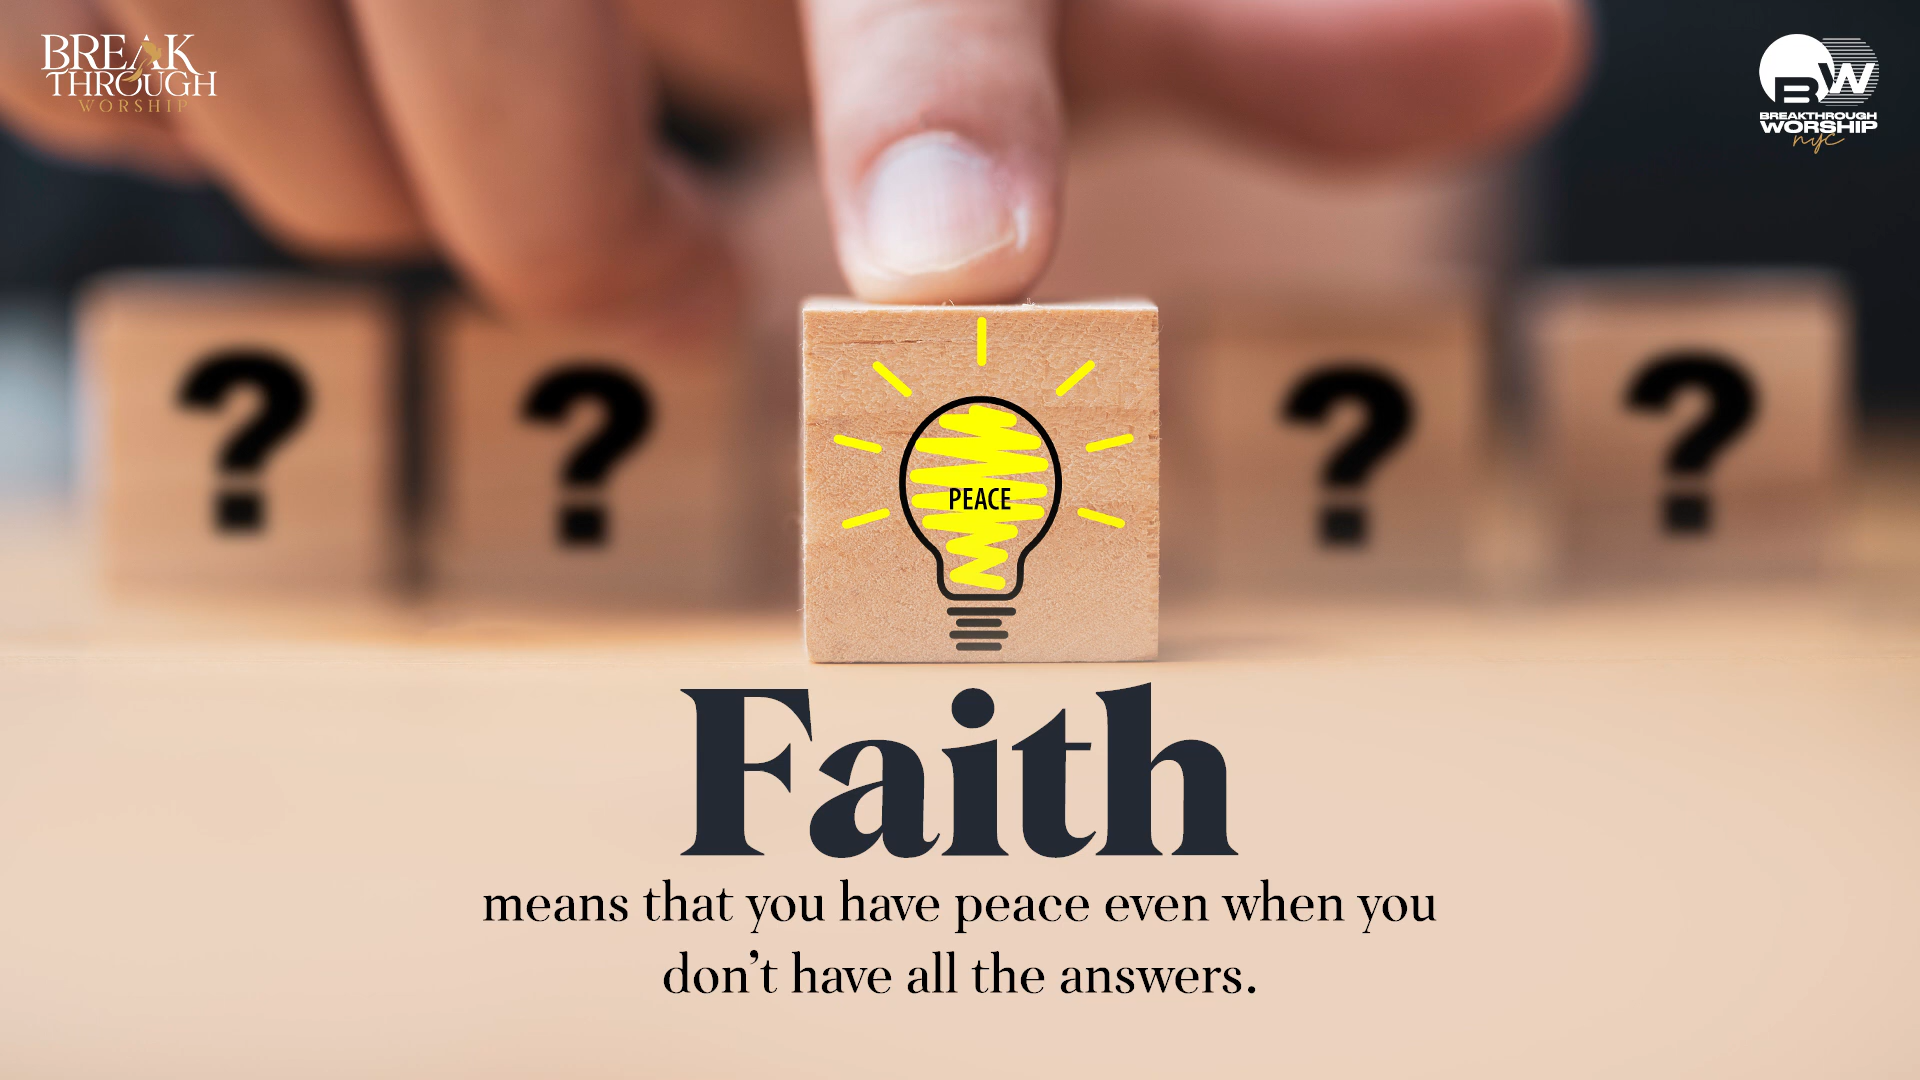 BREAK
THROUGH
WORSHIP
BW
BREAKTHROUGH
WORSHIP
nyc
? ? ? ?
PEACE
Faith
means that you have peace even when you
don’t have all the answers.